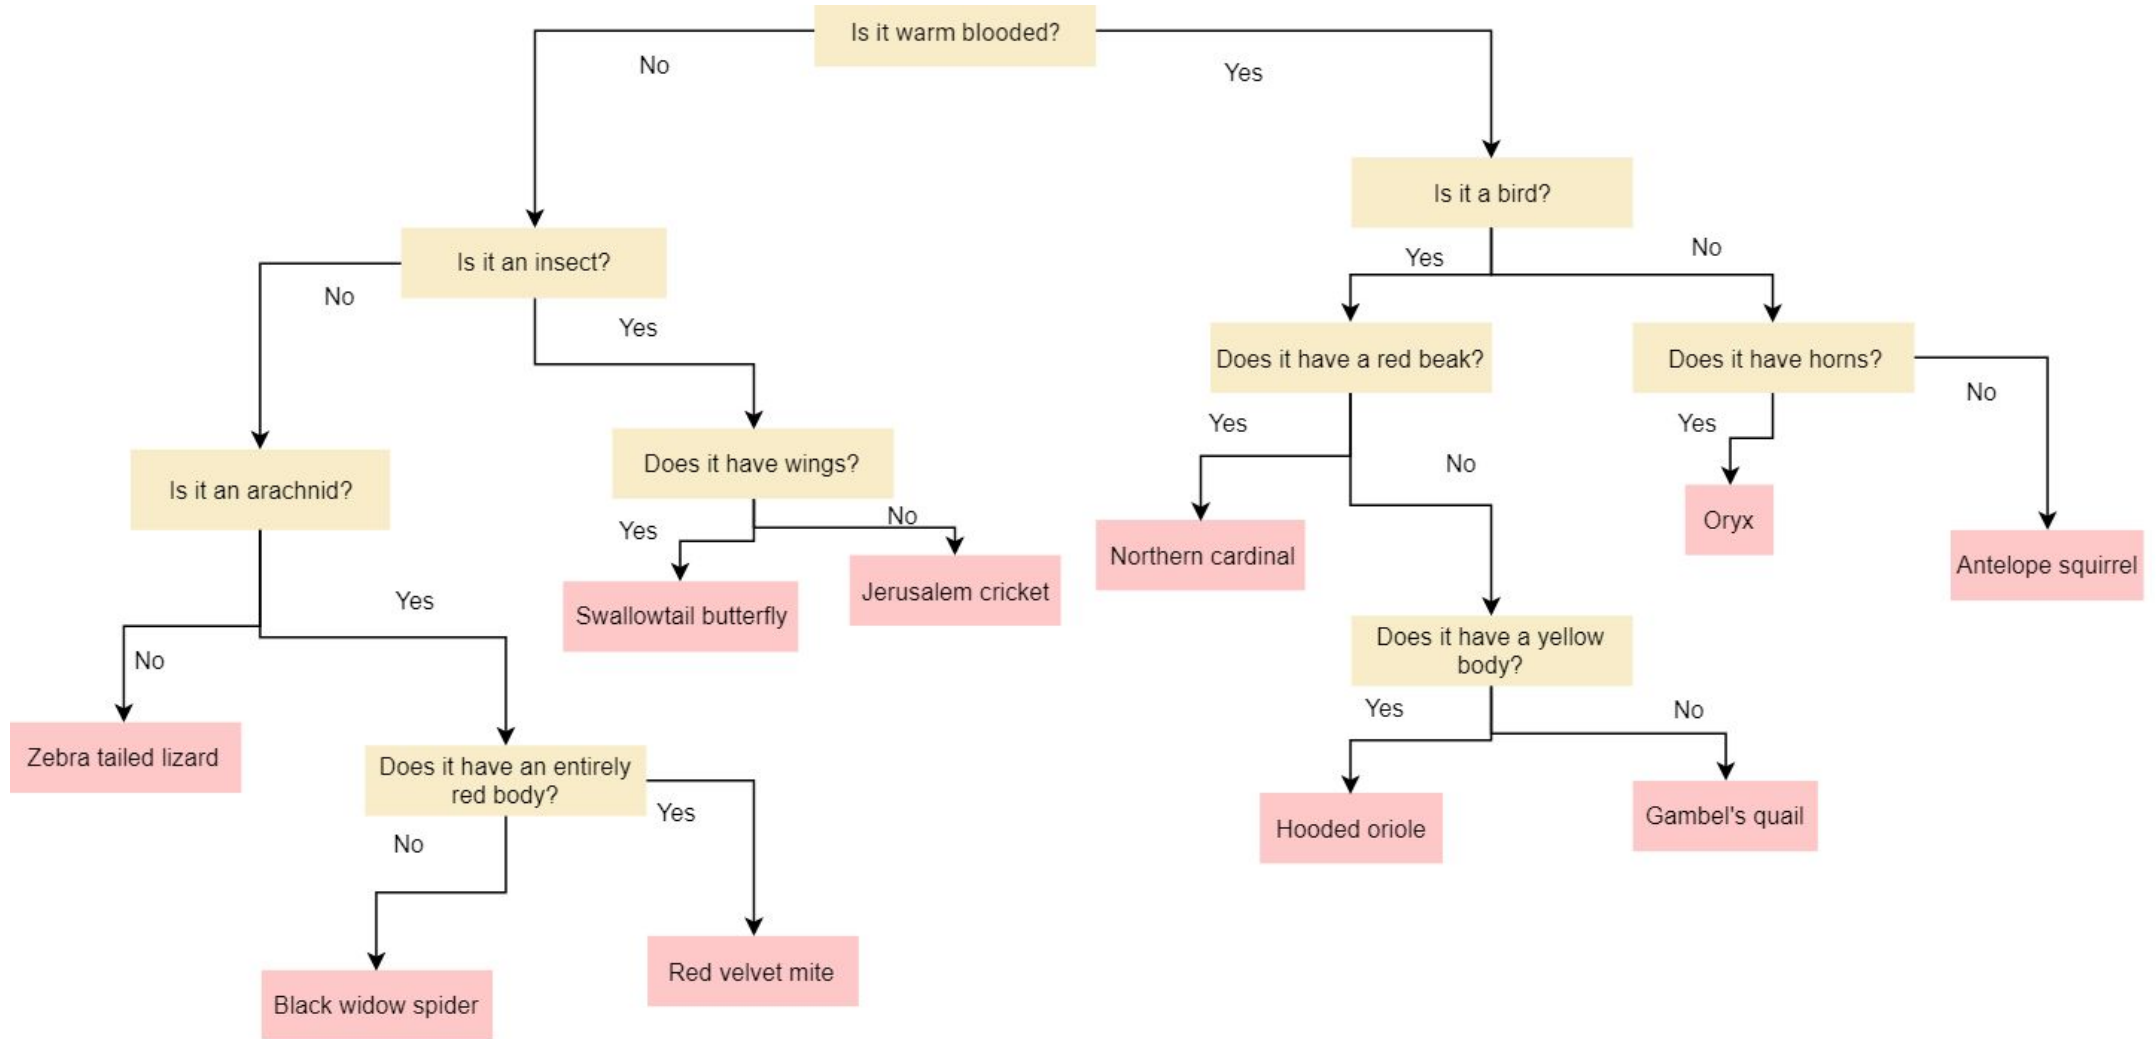 Is it warm blooded?
No
Yes
Is it a bird?
Is it an insect?
Yes
No
No
Yes
Does it have a red beak?
Does it have horns?
Yes
No
Yes
Does it have wings?
No
Is it an arachnid?
Yes
No
Oryx
Northern cardinal
Antelope squirrel
Jerusalem cricket
Swallowtail butterfly
Yes
Does it have a yellow
body?
No
Yes
No
Zebra tailed lizard
Does it have an entirely
red body?
Yes
Hooded oriole
Gambel's quail
No
Red velvet mite
Black widow spider